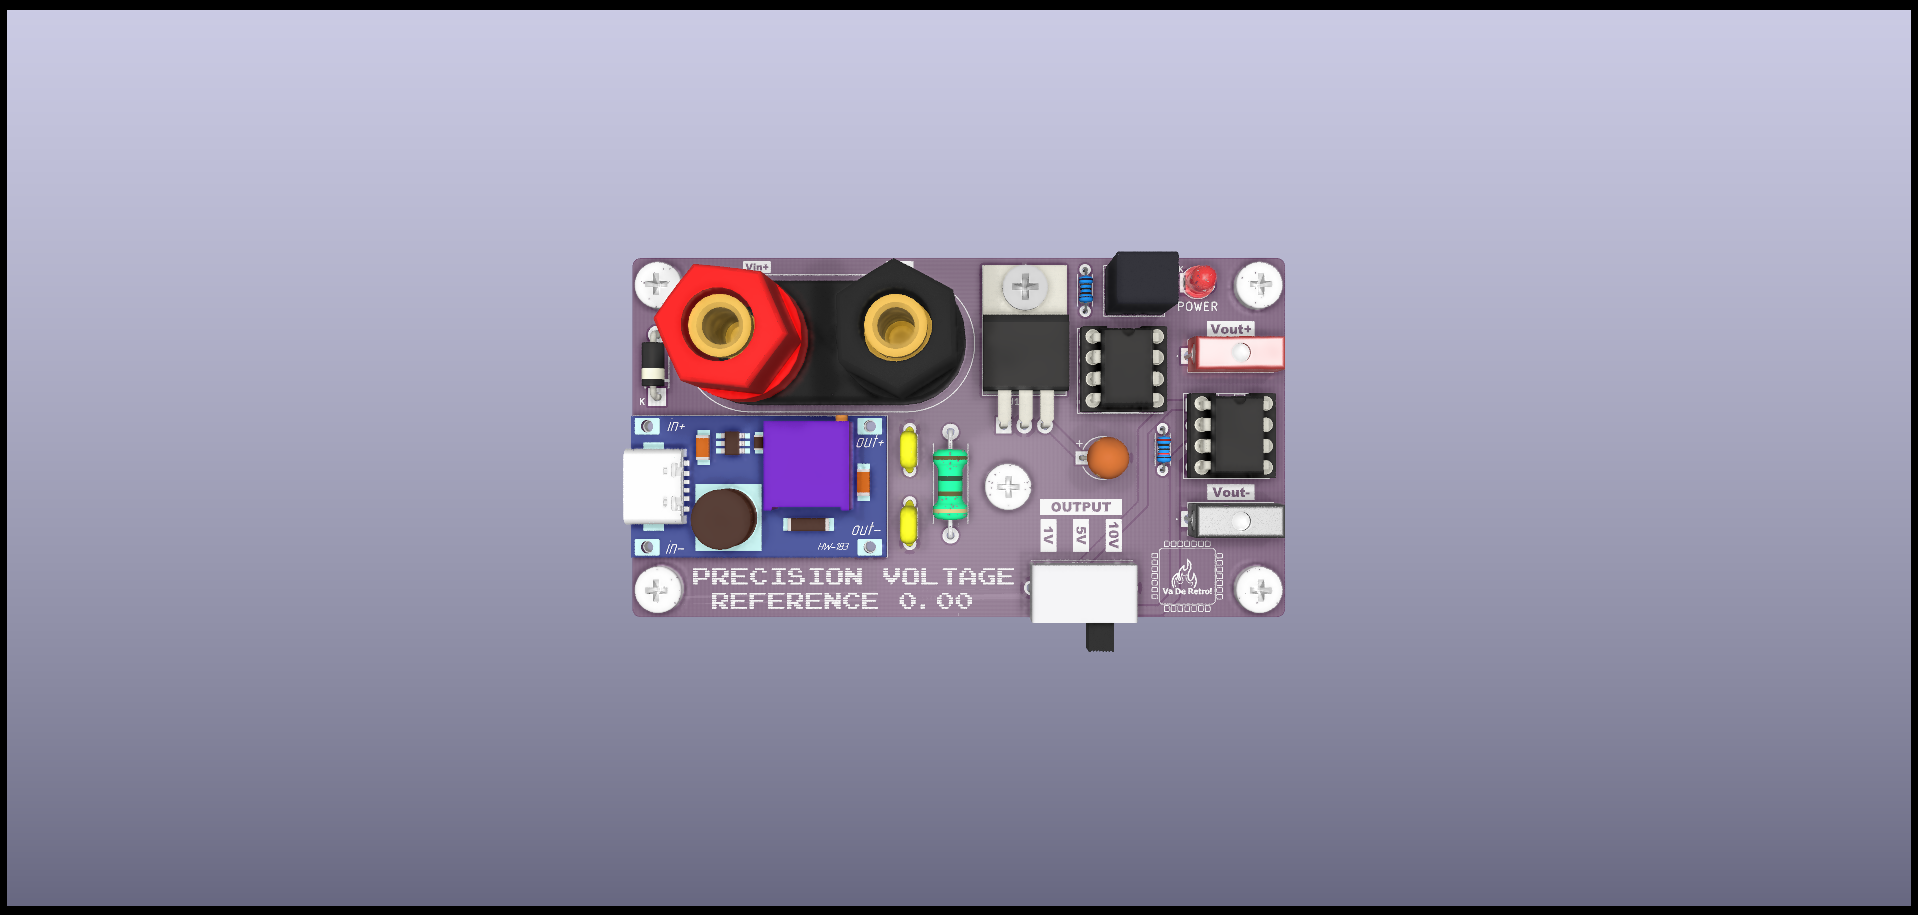 Vin+
K
POWER
Vout+
K
in+
out+
+
Vout-
OUTPUT
1V
5V
10V
out-
in-
HW-183
PRECISION VOLTAGE
REFERENCE 0.00
Va De Retro!